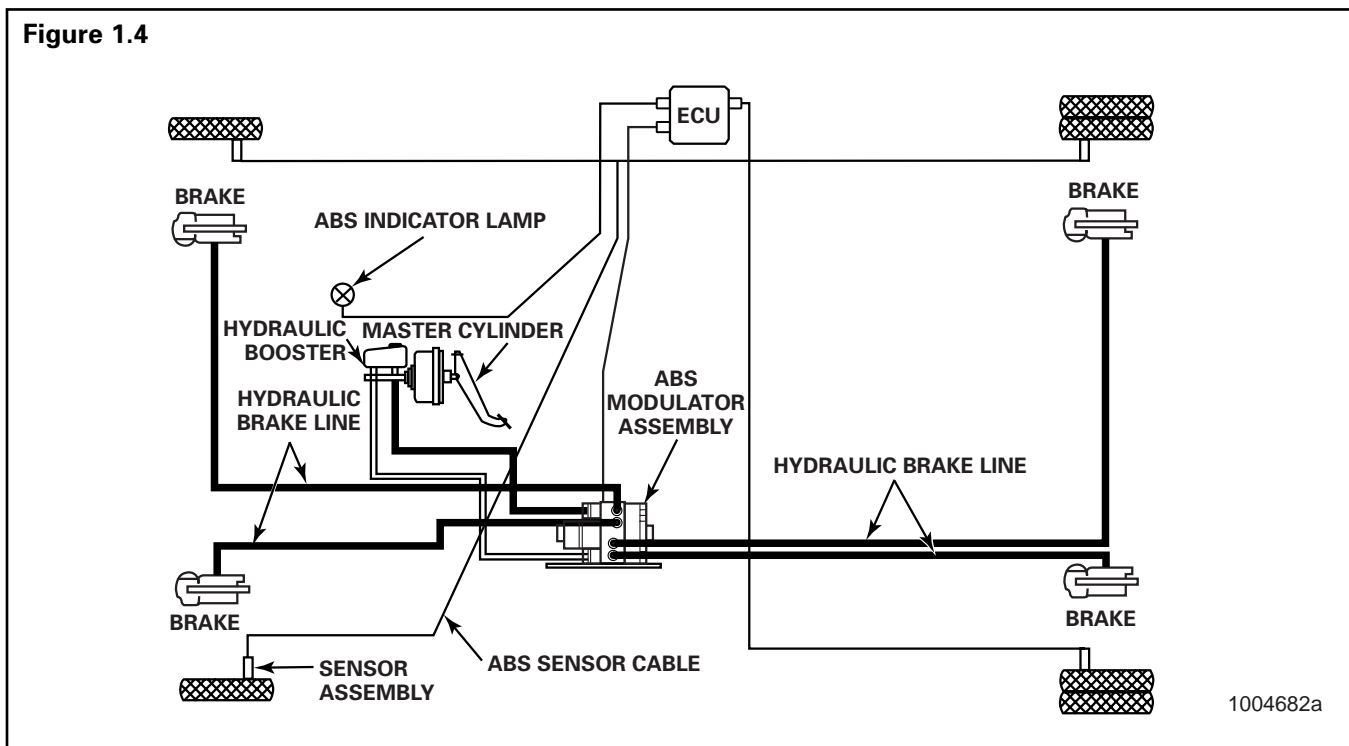 Figure 1.4
ECU
BRAKE
BRAKE
ABS INDICATOR LAMP
HYDRAULIC
BOOSTER
MASTER CYLINDER
ABS
MODULATOR
ASSEMBLY
HYDRAULIC
BRAKE LINE
HYDRAULIC BRAKE LINE
BRAKE
BRAKE
SENSOR
ASSEMBLY
ABS SENSOR CABLE
1004682a